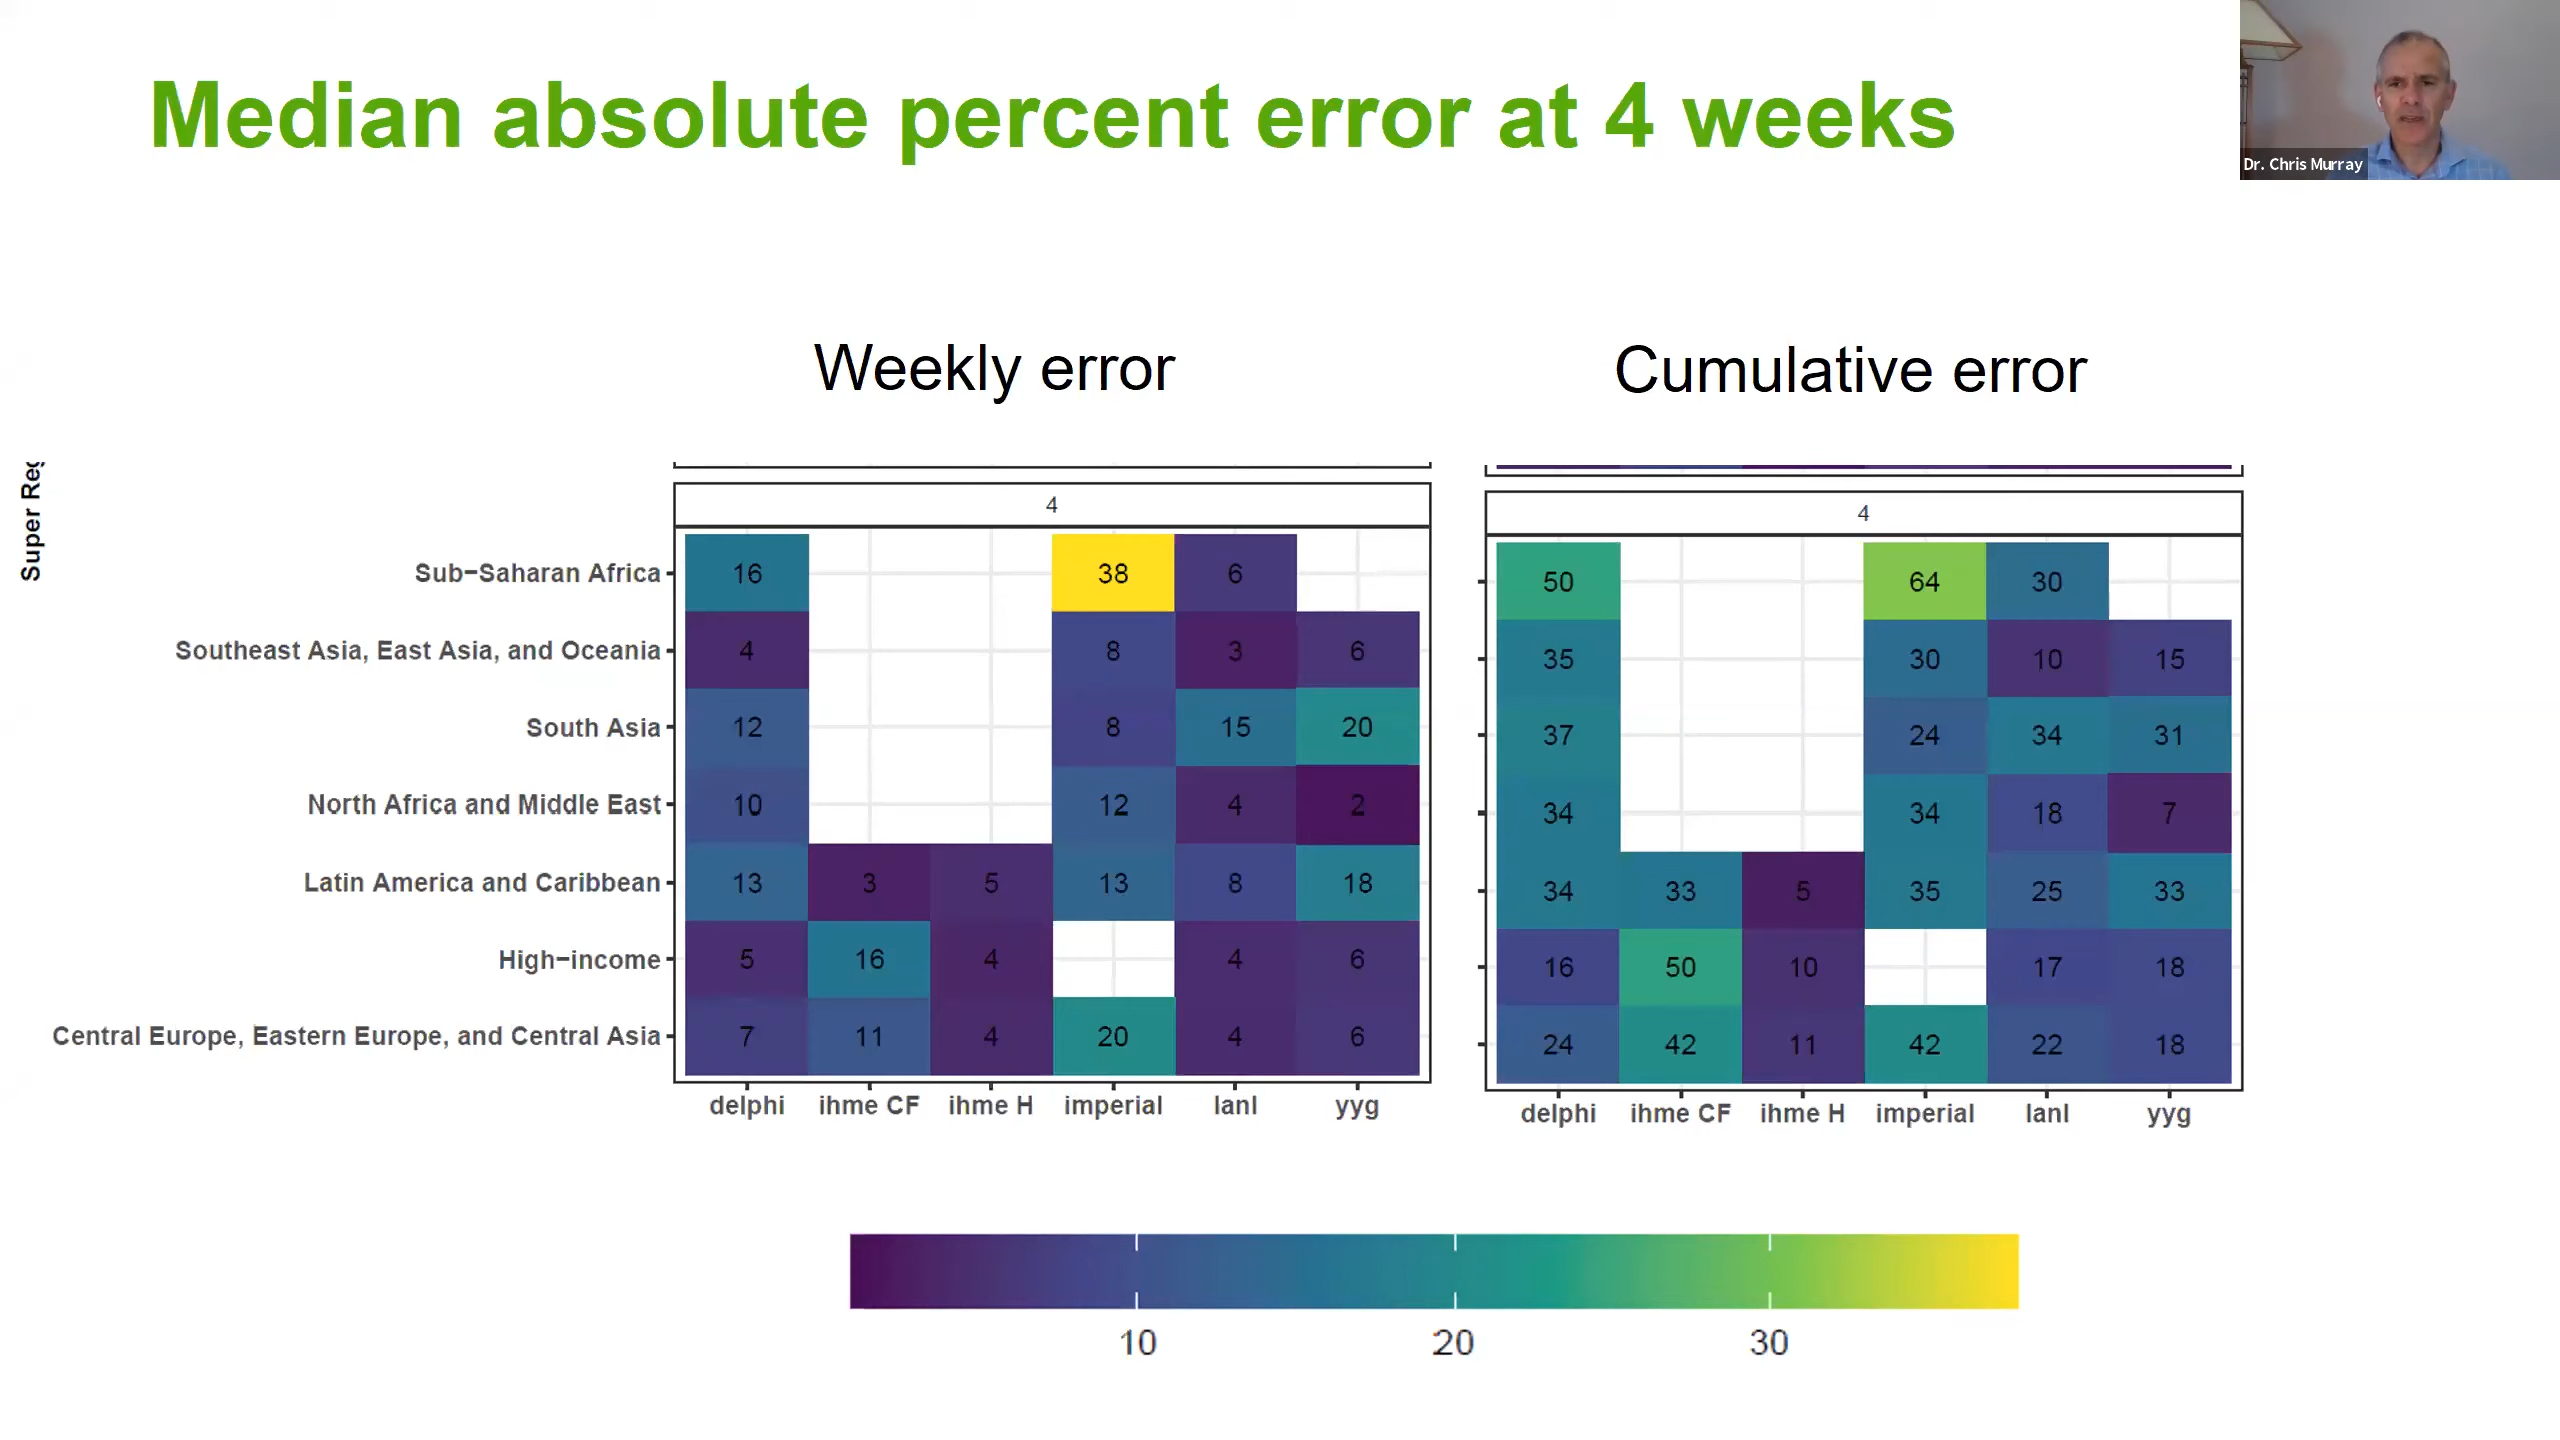 Median absolute percent error at 4 weeks
Dr. Chris Murray
Weekly error
Cumulative error
Super Reg
4
Sub-Saharan Africa 16 38 6
Southeast Asia, East Asia, and Oceania 4 8 3 6
South Asia 12 8 15 20
North Africa and Middle East 10 12 4 2
Latin America and Caribbean 13 3 5 13 8 18
High-income 5 16 4 4 6
Central Europe, Eastern Europe, and Central Asia 7 11 4 20 4 6
delphi ihme CF ihme H imperial lanl yyg
4
50 64 30
35 30 10 15
37 24 34 31
34 34 18 7
34 33 5 35 25 33
16 50 10 17 18
24 42 11 42 22 18
delphi ihme CF ihme H imperial lanl yyg
10 20 30